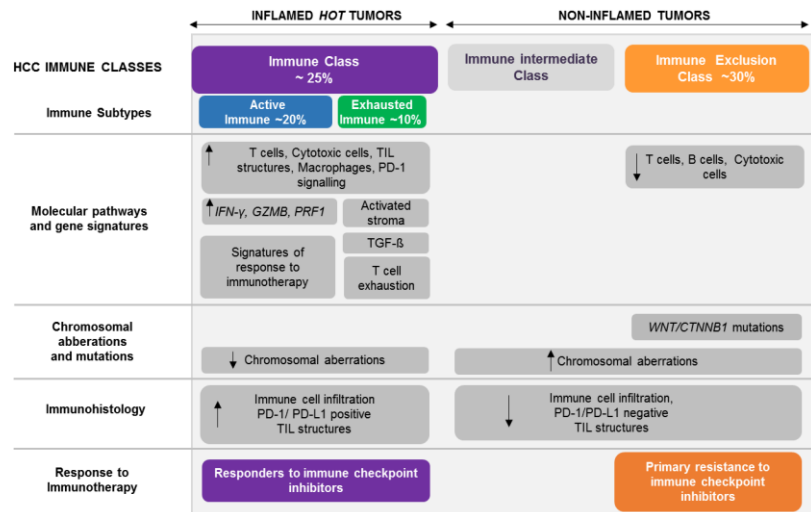 INFLAMED HOT TUMORS
NON-INFLAMED TUMORS
HCC IMMUNE CLASSES
Immune Class
~ 25%
Immune intermediate
Class
Immune Exclusion
Class ~30%
Immune Subtypes
Active
Immune ~20%
Exhausted
Immune ~10%
Molecular pathways
and gene signatures
T cells, Cytotoxic cells, TIL
structures, Macrophages, PD-1
signalling
T cells, B cells, Cytotoxic
cells
IFN-γ, GZMB, PRF1
Activated
stroma
Signatures of
response to
immunotherapy
TGF-ß
T cell
exhaustion
Chromosomal
aberations
and mutations
WNT/CTNNB1 mutations
Chromosomal aberrations
Chromosomal aberrations
Immunohistology
Immune cell infiltration
PD-1/ PD-L1 positive
TIL structures
Immune cell infiltration,
PD-1/PD-L1 negative
TIL structures
Response to
Immunotherapy
Responders to immune checkpoint
inhibitors
Primary resistance to
immune checkpoint
inhibitors